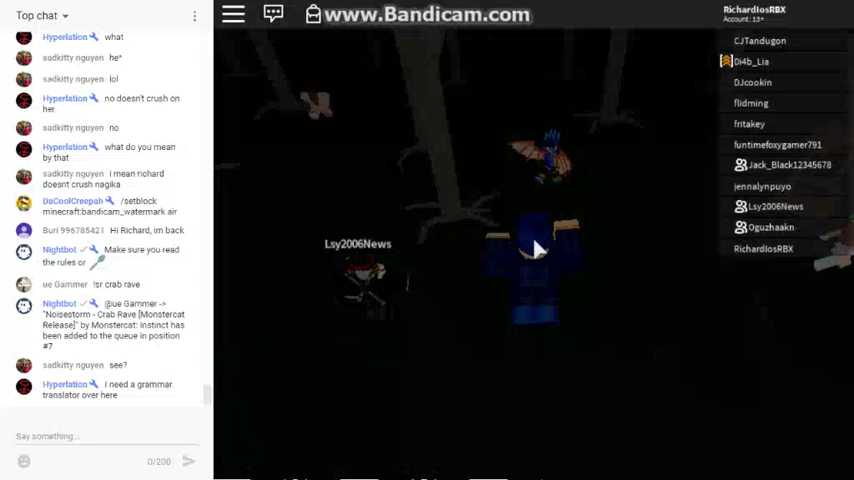 Top chat
Hyperlation what
sadkitty nguyen he*
sadkitty nguyen lol
Hyperlation no doesn't crush on
her.
sadkitty nguyen no
Hyperlation what do you mean
by that
sadkitty nguyen i mean richard
doesnt crush nagika
DaCoolCreepah /setblock
minecraft:bandicam_watermark air
Buri 996785421 Hi Richard, im back
Nightbot Make sure you read
the rules or
ue Gammer !sr crab rave
Nightbot @ue Gammer ->
"Noisestorm - Crab Rave [Monstercat
Release]" by Monstercat: Instinct has
been added to the queue in position
#7
sadkitty nguyen see?
Hyperlation I need a grammar
translator over here
Say something...
0/200
www.Bandicam.com
Lsy2006News
RichardIosRBX
Account: 13+
CJTandugon
Di4b_Lia
DJcookin
flidming
fritakey
funtimefoxygamer791
Jack_Black12345678
jennalynpuyo
Lsy2006News
Oguzhaakn
RichardIosRBX